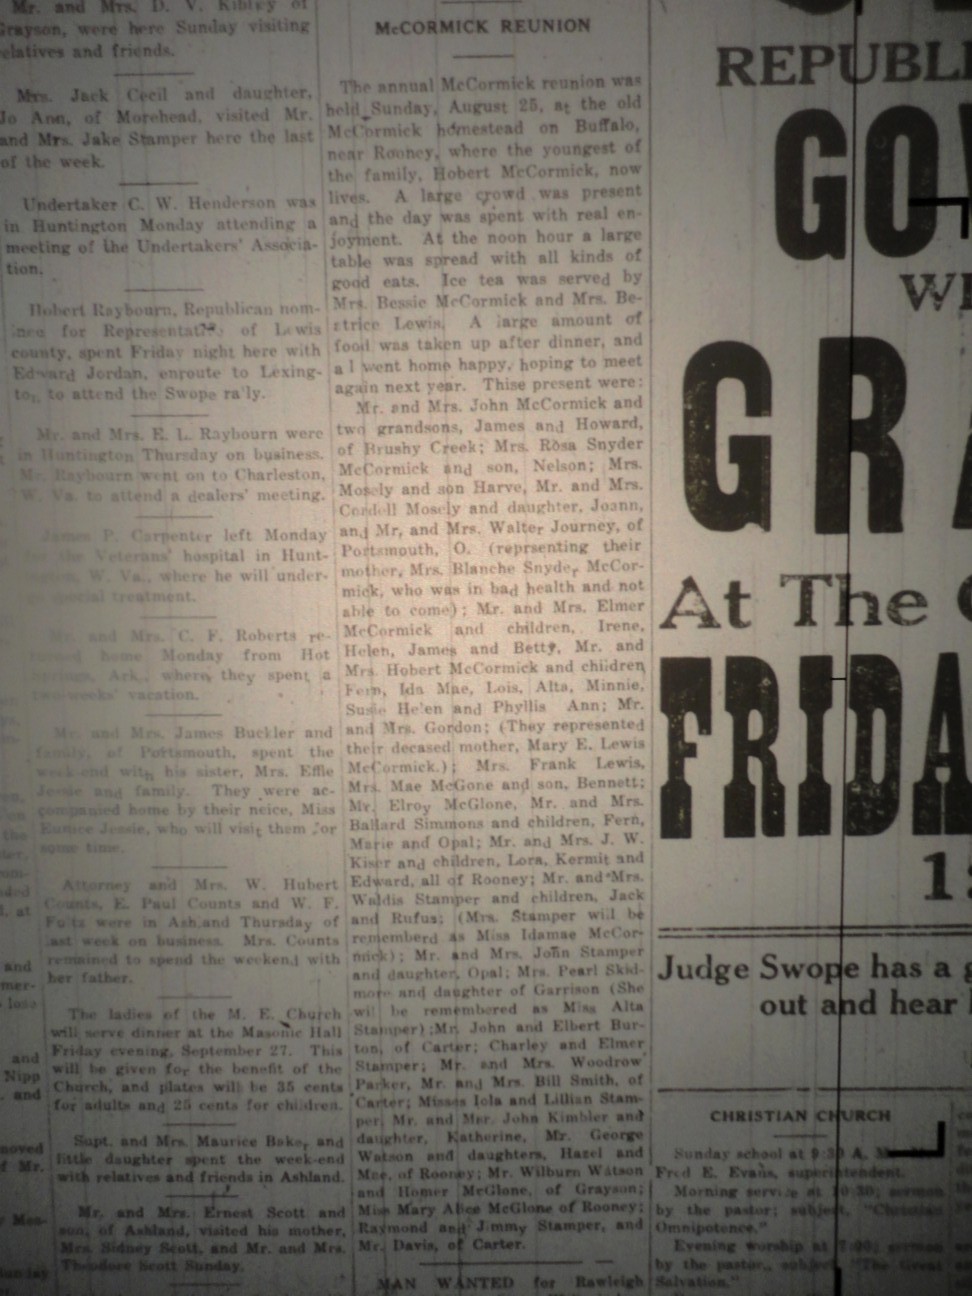 Mr. and Mrs. D. V. Kibley of
Grayson, were here Sunday visiting
relatives and friends.
Mrs. Jack Cecil and daughter,
Jo Ann, of Morehead, visited Mr.
and Mrs. Jake Stamper here the last
of the week.
Undertaker C. W. Henderson was
in Huntington Monday attending a
meeting of the Undertakers' Associa-
tion.
Hobert Raybourn, Republican nom-
inee for Representative of Lewis
county, spent Friday night here with
Edward Jordan, enroute to Lexing-
ton, to attend the Swope rally.
Mr. and Mrs. E. L. Raybourn were
in Huntington Thursday on business.
Mr. Raybourn went on to Charleston,
W. Va. to attend a dealers' meeting.
James P. Carpenter left Monday
for the Veterans' hospital in Hunt-
ington, W. Va., where he will under-
special treatment.
Mr. and Mrs. C. F. Roberts re-
turned home Monday from Hot
Springs, Ark., where they spent a
two-weeks' vacation.
Mr. and Mrs. James Buckler and
family, of Portsmouth, spent the
week-end with his sister, Mrs. Effie
Jessie and family. They were ac-
companied home by their neice, Miss
Eunice Jessie, who will visit them for
some time.
Attorney and Mrs. W. Hubert
Counts, E. Paul Counts and W. F.
Fultz were in Ashland Thursday of
last week on business. Mrs. Counts
remained to spend the weekend with
her father.
The ladies of the M. E. Church
will serve dinner at the Masonic Hall
Friday evening, September 27. This
will be given for the benefit of the
Church, and plates will be 35 cents
for adults and 25 cents for children.
Supt. and Mrs. Maurice Baker and
little daughter spent the week-end
with relatives and friends in Ashland.
Mr. and Mrs. Ernest Scott and
son, of Ashland, visited his mother,
Mrs. Sidney Scott, and Mr. and Mrs.
Theodore Scott Sunday.
McCORMICK REUNION
The annual McCormick reunion was
held Sunday, August 25, at the old
McCormick homestead on Buffalo,
near Rooney, where the youngest of
the family, Hobert McCormick, now
lives. A large crowd was present
and the day was spent with real en-
joyment. At the noon hour a large
table was spread with all kinds of
good eats. Ice tea was served by
Mrs. Bessie McCormick and Mrs. Be-
atrice Lewis. A large amount of
food was taken up after dinner, and
all went home happy, hoping to meet
again next year. Thise present were:
Mr. and Mrs. John McCormick and
two grandsons, James and Howard,
of Brushy Creek; Mrs. Rosa Snyder
McCormick and son, Nelson; Mrs.
Mosely and son Harve, Mr. and Mrs.
Cordell Mosely and daughter, Joann,
and Mr, and Mrs. Walter Journey, of
Portsmouth, O. (reprsenting their
mother, Mrs. Blanche Snyder McCor-
mick, who was in bad health and not
able to come); Mr. and Mrs. Elmer
McCormick and children, Irene,
Helen, James and Betty, Mr. and
Mrs. Hobert McCormick and children
Fern, Ida Mae, Lois, Alta, Minnie,
Susie Helen and Phyllis Ann; Mr.
and Mrs. Gordon; (They represented
their decased mother, Mary E. Lewis
McCormick.); Mrs. Frank Lewis,
Mrs. Mae McGone and son, Bennett;
Mr. Elroy McGlone, Mr. and Mrs.
Ballard Simmons and children, Fern,
Marie and Opal; Mr. and Mrs. J. W.
Kiser and children, Lora, Kermit and
Edward, all of Rooney; Mr. and Mrs.
Waldis Stamper and children, Jack
and Rufus; (Mrs. Stamper will be
rememberd as Miss Idamae McCor-
mick); Mr. and Mrs. John Stamper
and daughter, Opal; Mrs. Pearl Skid-
more and daughter of Garrison (She
will be remembered as Miss Alta
Stamper);Mr. John and Elbert Bur-
ton, of Carter; Charley and Elmer
Stamper; Mr. and Mrs. Woodrow
Parker, Mr. and Mrs. Bill Smith, of
Carter; Misses Iola and Lillian Stam-
per, Mr. and Mrs. John Kimbler and
daughter, Katherine, Mr. George
Watson and daughters, Hazel and
Mae, of Rooney; Mr. Wilburn Watson
and Homer McGlone, of Grayson;
Miss Mary Alice McGlone of Rooney;
Raymond and Jimmy Stamper, and
Mr. Davis, of Carter.
MAN WANTED for Rawleigh
REPUBLI
GO
WI
GR
At The
FRIDA
1
Judge Swope has a
out and hear
CHRISTIAN CHURCH
Sunday school at 9:30 A.
Fred E. Evans, superintendent.
Morning service at 10:30; sermon
by the pastor; subject, "Christian
Omnipotence."
Evening worship at 7:00; sermon
by the pastor, subject "The Great
Salvation."